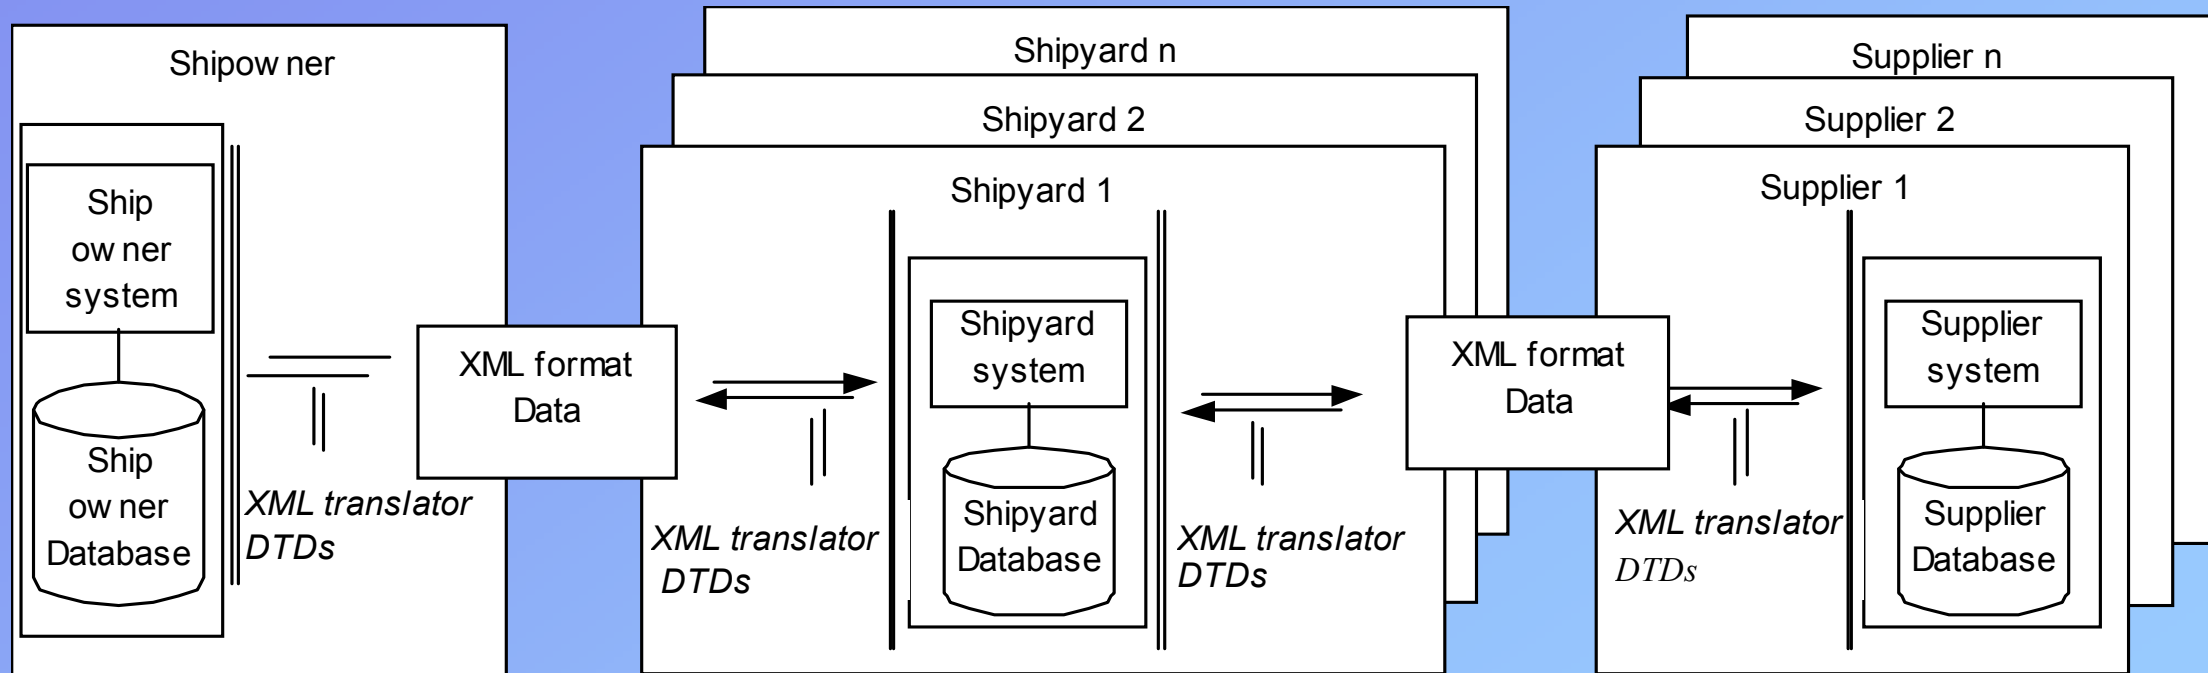 Shipow ner
Ship
ow ner
system
Ship
ow ner
Database
XML translator
DTDs
XML format
Data
Shipyard n
Shipyard 2
Shipyard 1
XML translator
DTDs
Shipyard
system
Shipyard
Database
XML translator
DTDs
XML format
Data
Supplier n
Supplier 2
Supplier 1
XML translator
DTDs
Supplier
system
Supplier
Database